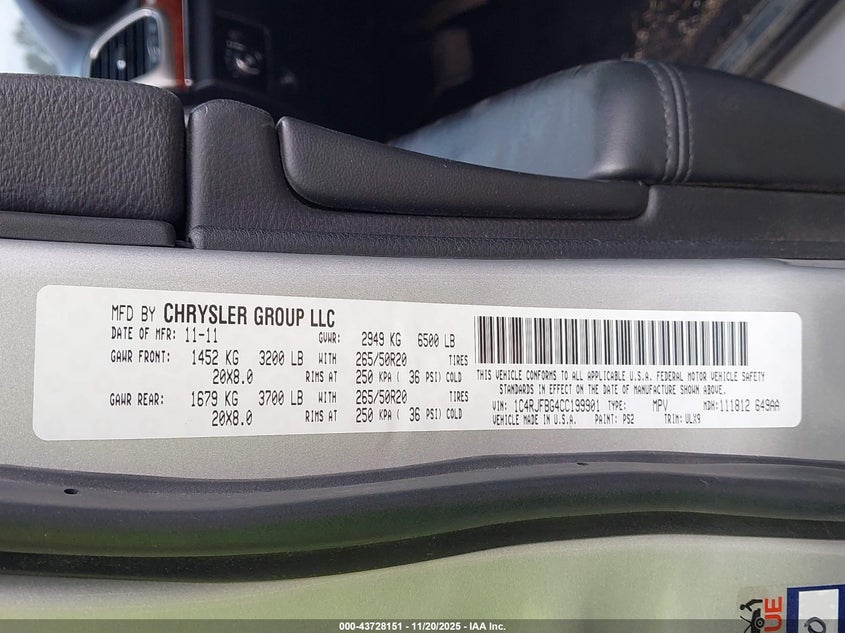 MFD BY CHRYSLER GROUP LLC
DATE OF MFR: 11-11 GVWR: 2949 KG 6500 LB
GAWR FRONT: 1452 KG 3200 LB WITH 265/50R20 TIRES
20X8.0 RIMS AT 250 KPA ( 36 PSI) COLD
GAWR REAR: 1679 KG 3700 LB WITH 265/50R20 TIRES
20X8.0 RIMS AT 250 KPA ( 36 PSI) COLD
THIS VEHICLE CONFORMS TO ALL APPLICABLE U.S.A. FEDERAL MOTOR VEHICLE SAFETY
STANDARDS IN EFFECT ON THE DATE OF MANUFACTURE SHOWN ABOVE.
VIN: 1C4RJFBG4CC199901 TYPE: MPV MDH: 111812 649AA
VEHICLE MADE IN U.S.A. PAINT: PS2 TRIM: ULX9
UE
000-43728151 - 11/20/2025 - IAA Inc.